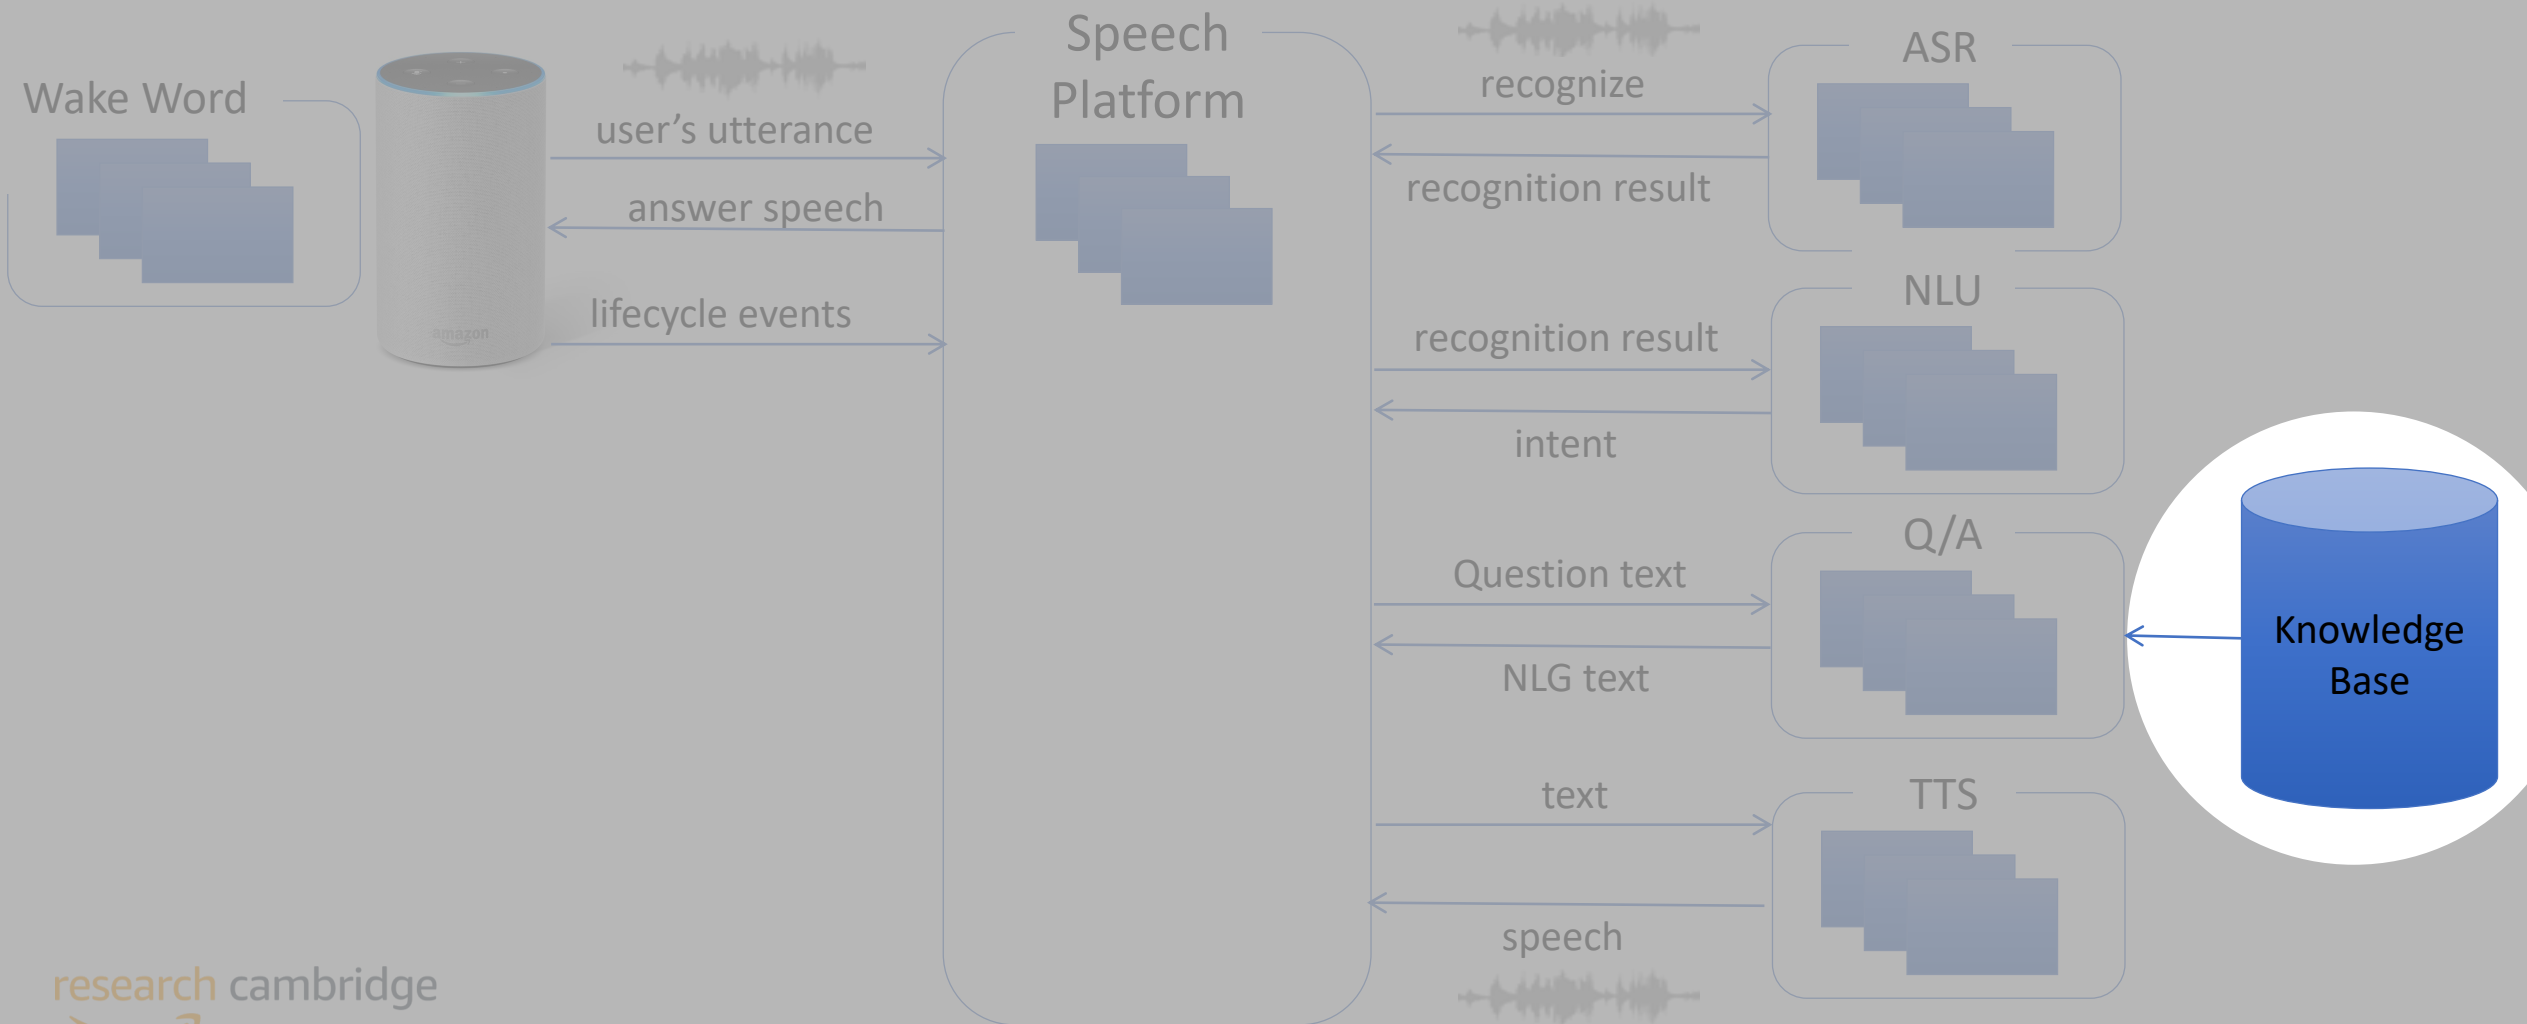 Wake Word
amazon
user's utterance
answer speech
lifecycle events
Speech
Platform
recognize
recognition result
recognition result
intent
Question text
NLG text
text
speech
ASR
NLU
Q/A
TTS
Knowledge
Base
research cambridge